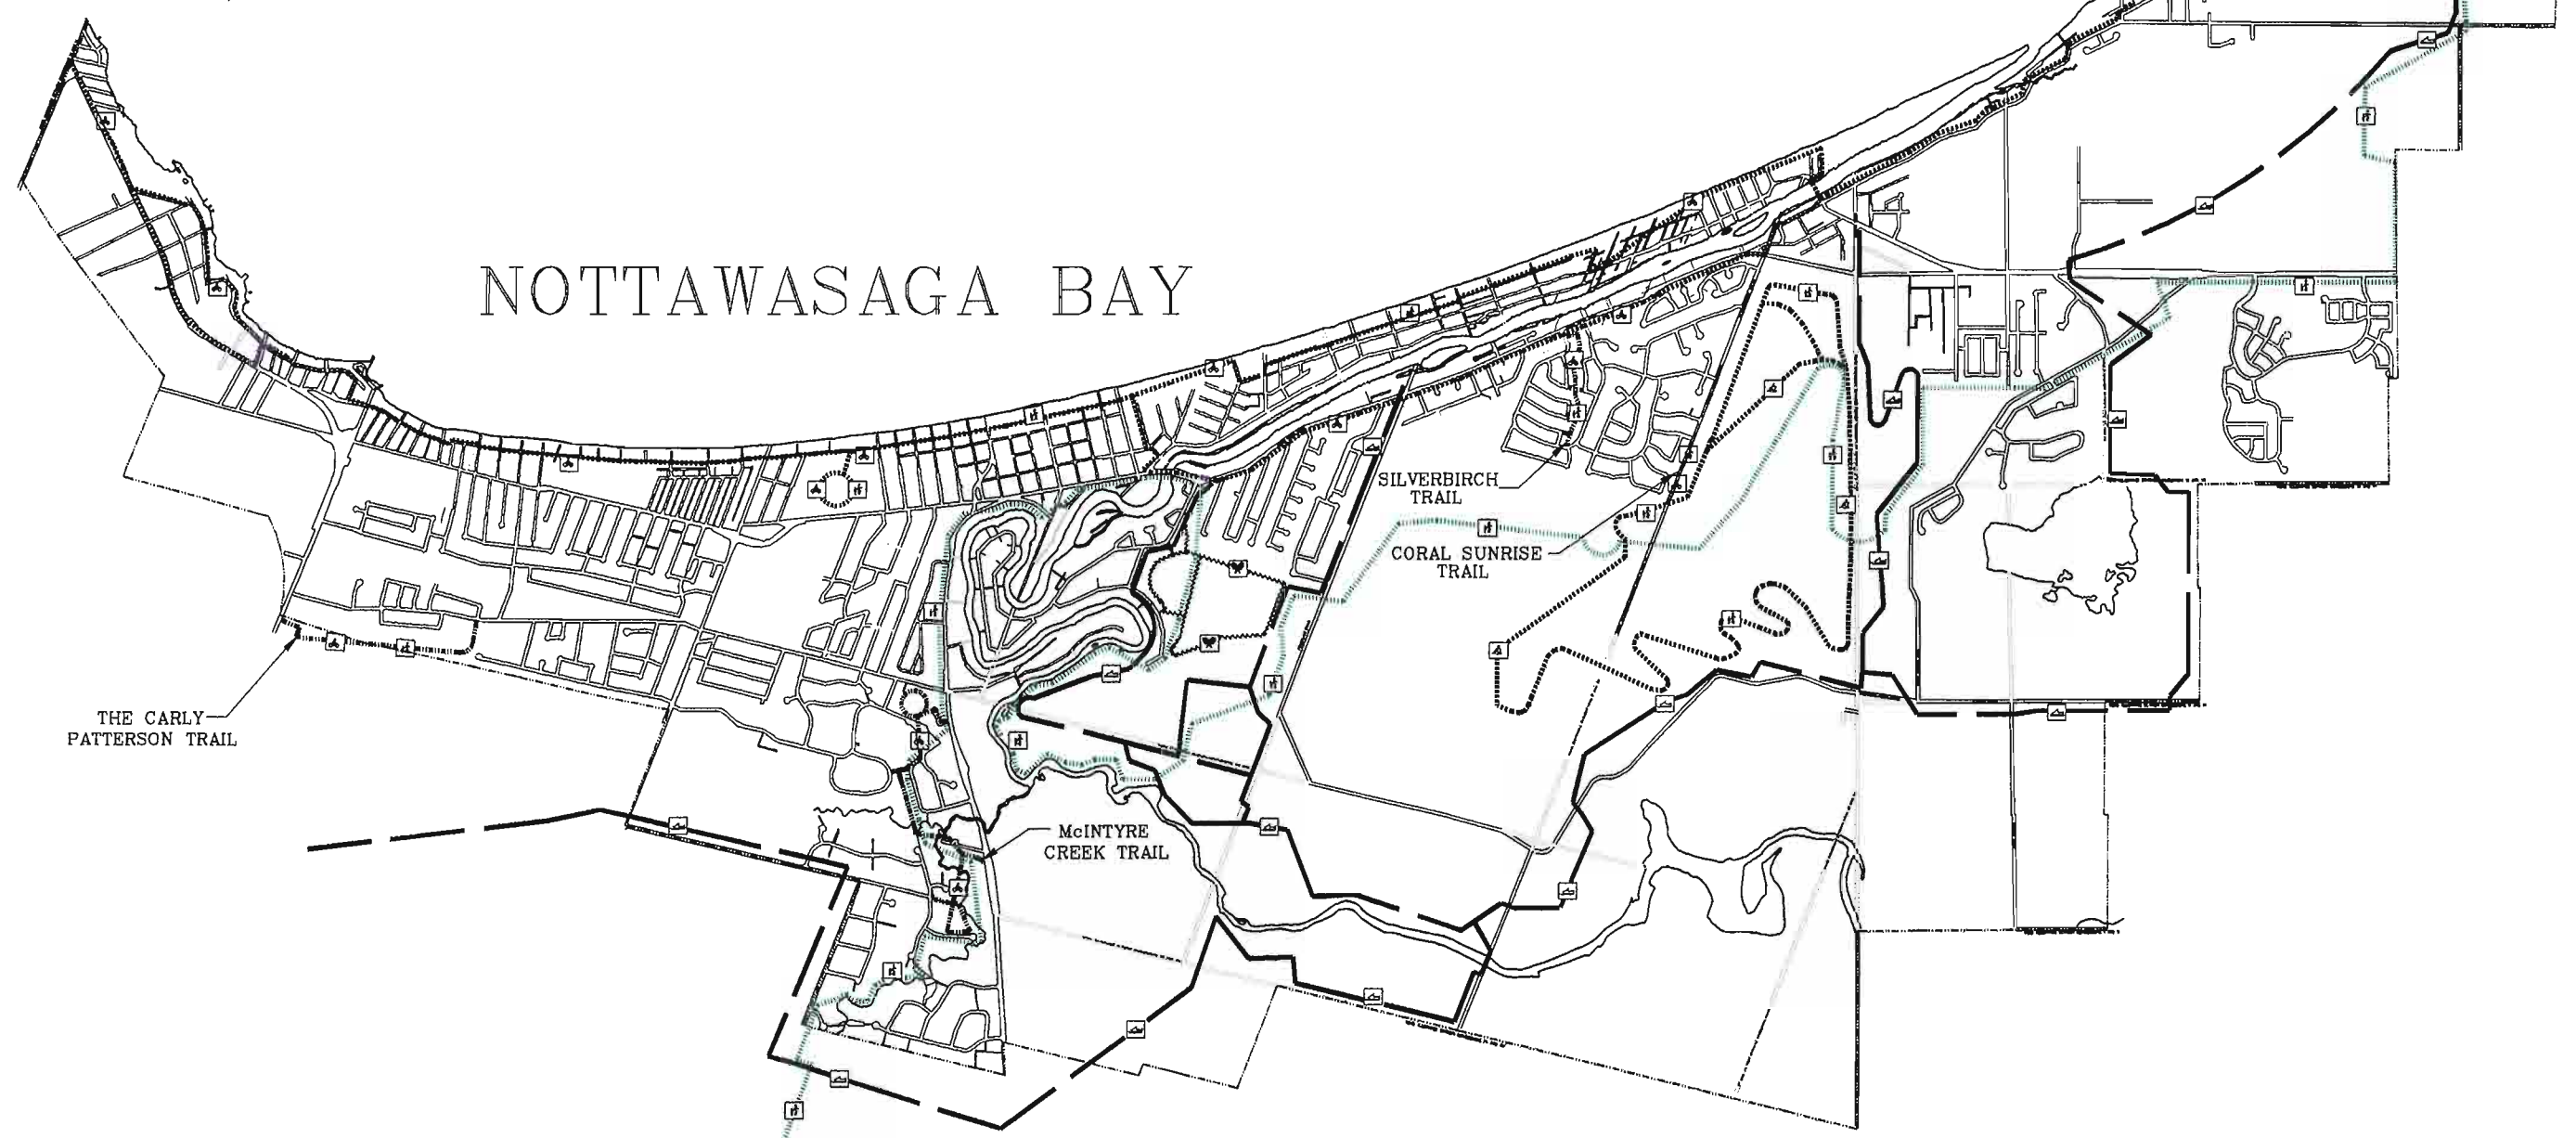 NOTTAWASAGA BAY
SILVERBIRCH
TRAIL
CORAL SUNRISE
TRAIL
THE CARLY
PATTERSON TRAIL
McINTYRE
CREEK TRAIL